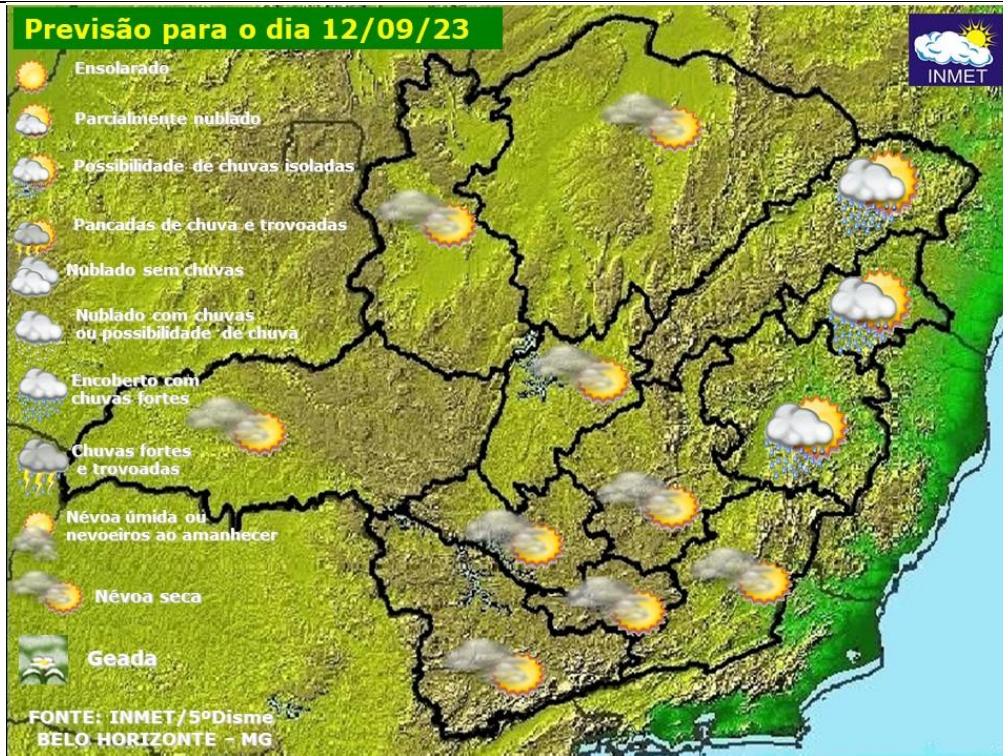 Previsão para o dia 12/09/23
INMET
Ensolarado
Parcialmente nublado
Possibilidade de chuvas isoladas
Pancadas de chuva e trovoadas
Nublado sem chuvas
Nublado com chuvas
ou possibilidade de chuva
Encoberto com
chuvas fortes
Chuvas fortes
e trovoadas
Névoa úmida ou
nevoeiros ao amanhecer
Névoa seca
Geada
FONTE: INMET/5ºDisme
BELO HORIZONTE - MG